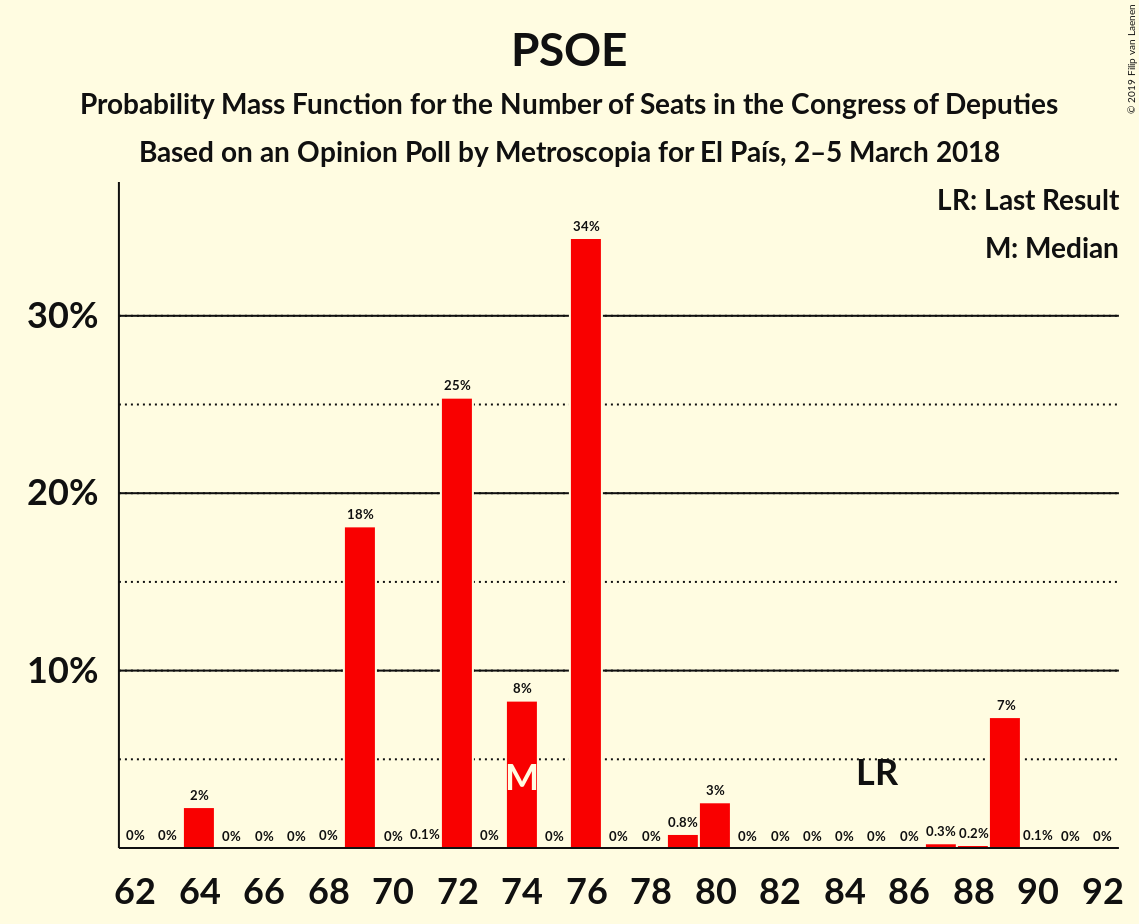 PSOE
Probability Mass Function for the Number of Seats in the Congress of Deputies
Based on an Opinion Poll by Metroscopia for El País, 2–5 March 2018
© 2019 Filip van Laenen
LR: Last Result
M: Median
34%
30%
25%
20%
18%
10%
8%
7%
M
LR
2%
3%
0% 0% 0% 0% 0% 0% 0% 0.1% 0% 0% 0% 0% 0.8% 0% 0% 0% 0% 0% 0% 0.3% 0.2% 0.1% 0% 0%
62 64 66 68 70 72 74 76 78 80 82 84 86 88 90 92